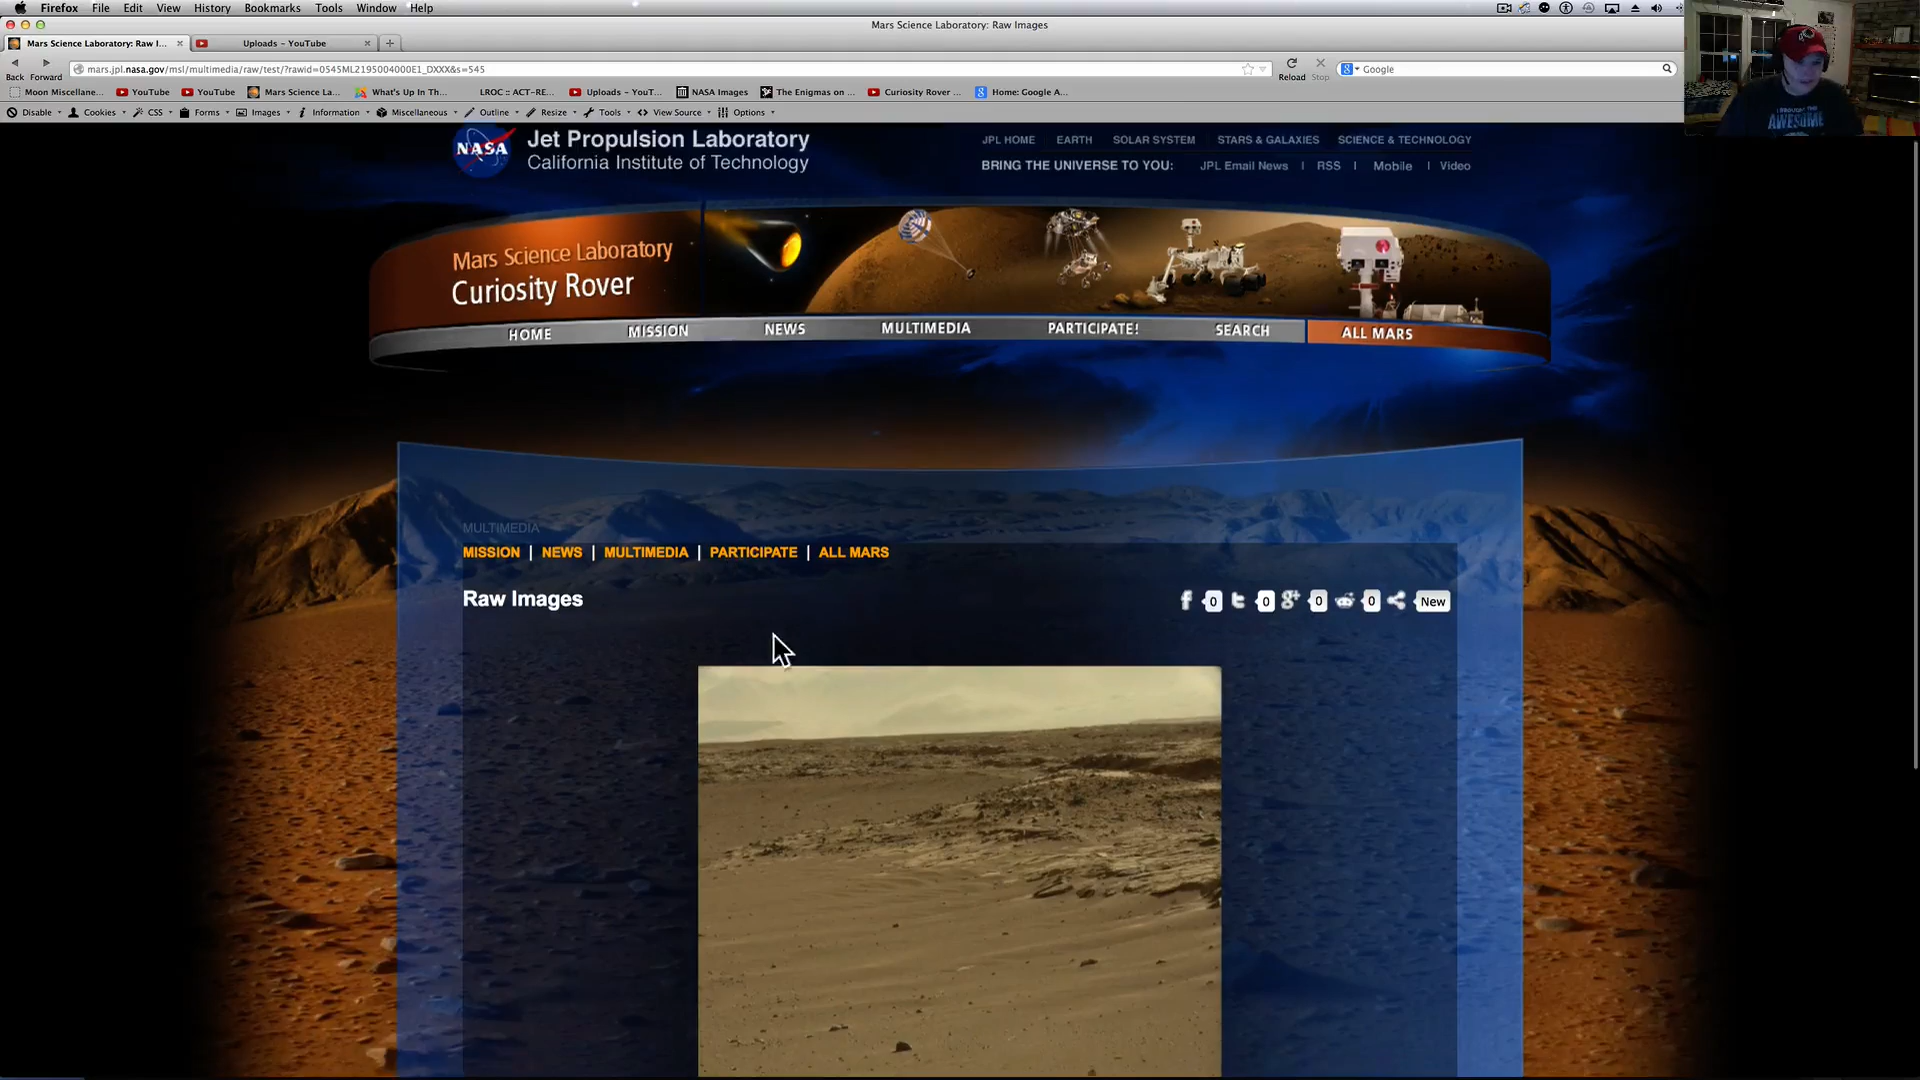 Firefox File Edit View History Bookmarks Tools Window Help
Mars Science Laboratory: Raw Images
Mars Science Laboratory: Raw I... Uploads - YouTube
mars.jpl.nasa.gov/msl/multimedia/raw/test/?rawid=0545ML2195004000E1_DXXX&s=545
Google
Back Forward Reload Stop
Moon Miscellane... YouTube YouTube Mars Science La... What's Up In Th... LROC :: ACT-RE... Uploads - YouT... NASA Images The Enigmas on ... Curiosity Rover ... Home: Google A...
Disable Cookies CSS Forms Images Information Miscellaneous Outline Resize Tools View Source Options
AWESOME
NASA
Jet Propulsion Laboratory
California Institute of Technology
JPL HOME EARTH SOLAR SYSTEM STARS & GALAXIES SCIENCE & TECHNOLOGY
BRING THE UNIVERSE TO YOU: JPL Email News | RSS | Mobile | Video
Mars Science Laboratory
Curiosity Rover
HOME MISSION NEWS MULTIMEDIA PARTICIPATE! SEARCH ALL MARS
MULTIMEDIA
MISSION | NEWS | MULTIMEDIA | PARTICIPATE | ALL MARS
Raw Images
0 0 0 0 New